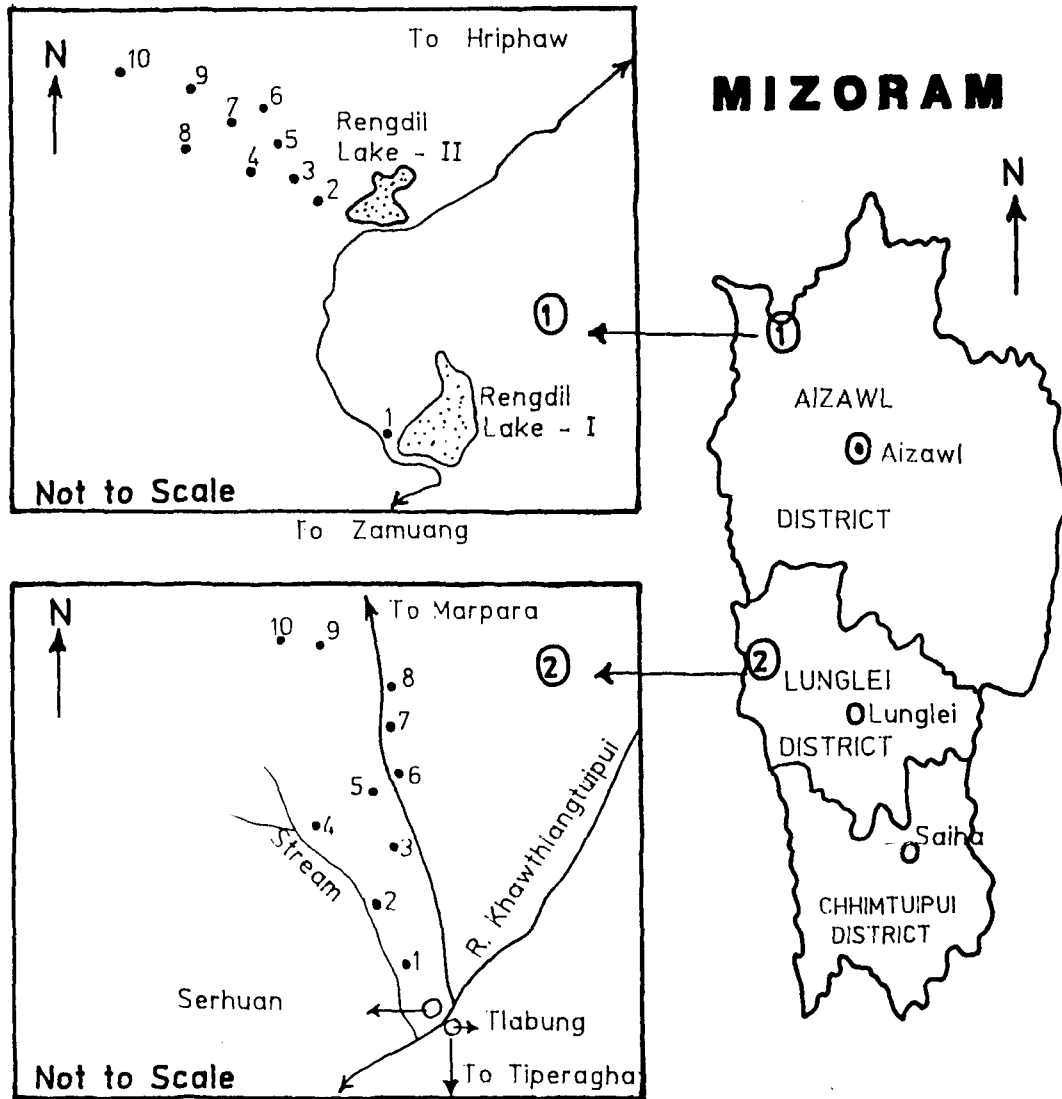 To Hriphaw
N
10
9
6
7
8
5
4
3
2
Rengdil
Lake - II
1
Rengdil
Lake - I
1
Not to Scale
To Zamuang
MIZORAM
N
1
AIZAWL
Aizawl
DISTRICT
2
LUNGLEI
Lunglei
DISTRICT
Saiha
CHHIMTUIPUI
DISTRICT
N
To Marpara
10
9
2
8
7
6
5
4
3
Stream
2
R. Khawthiangtuipui
1
Serhuan
Tlabung
To Tiperagha
Not to Scale